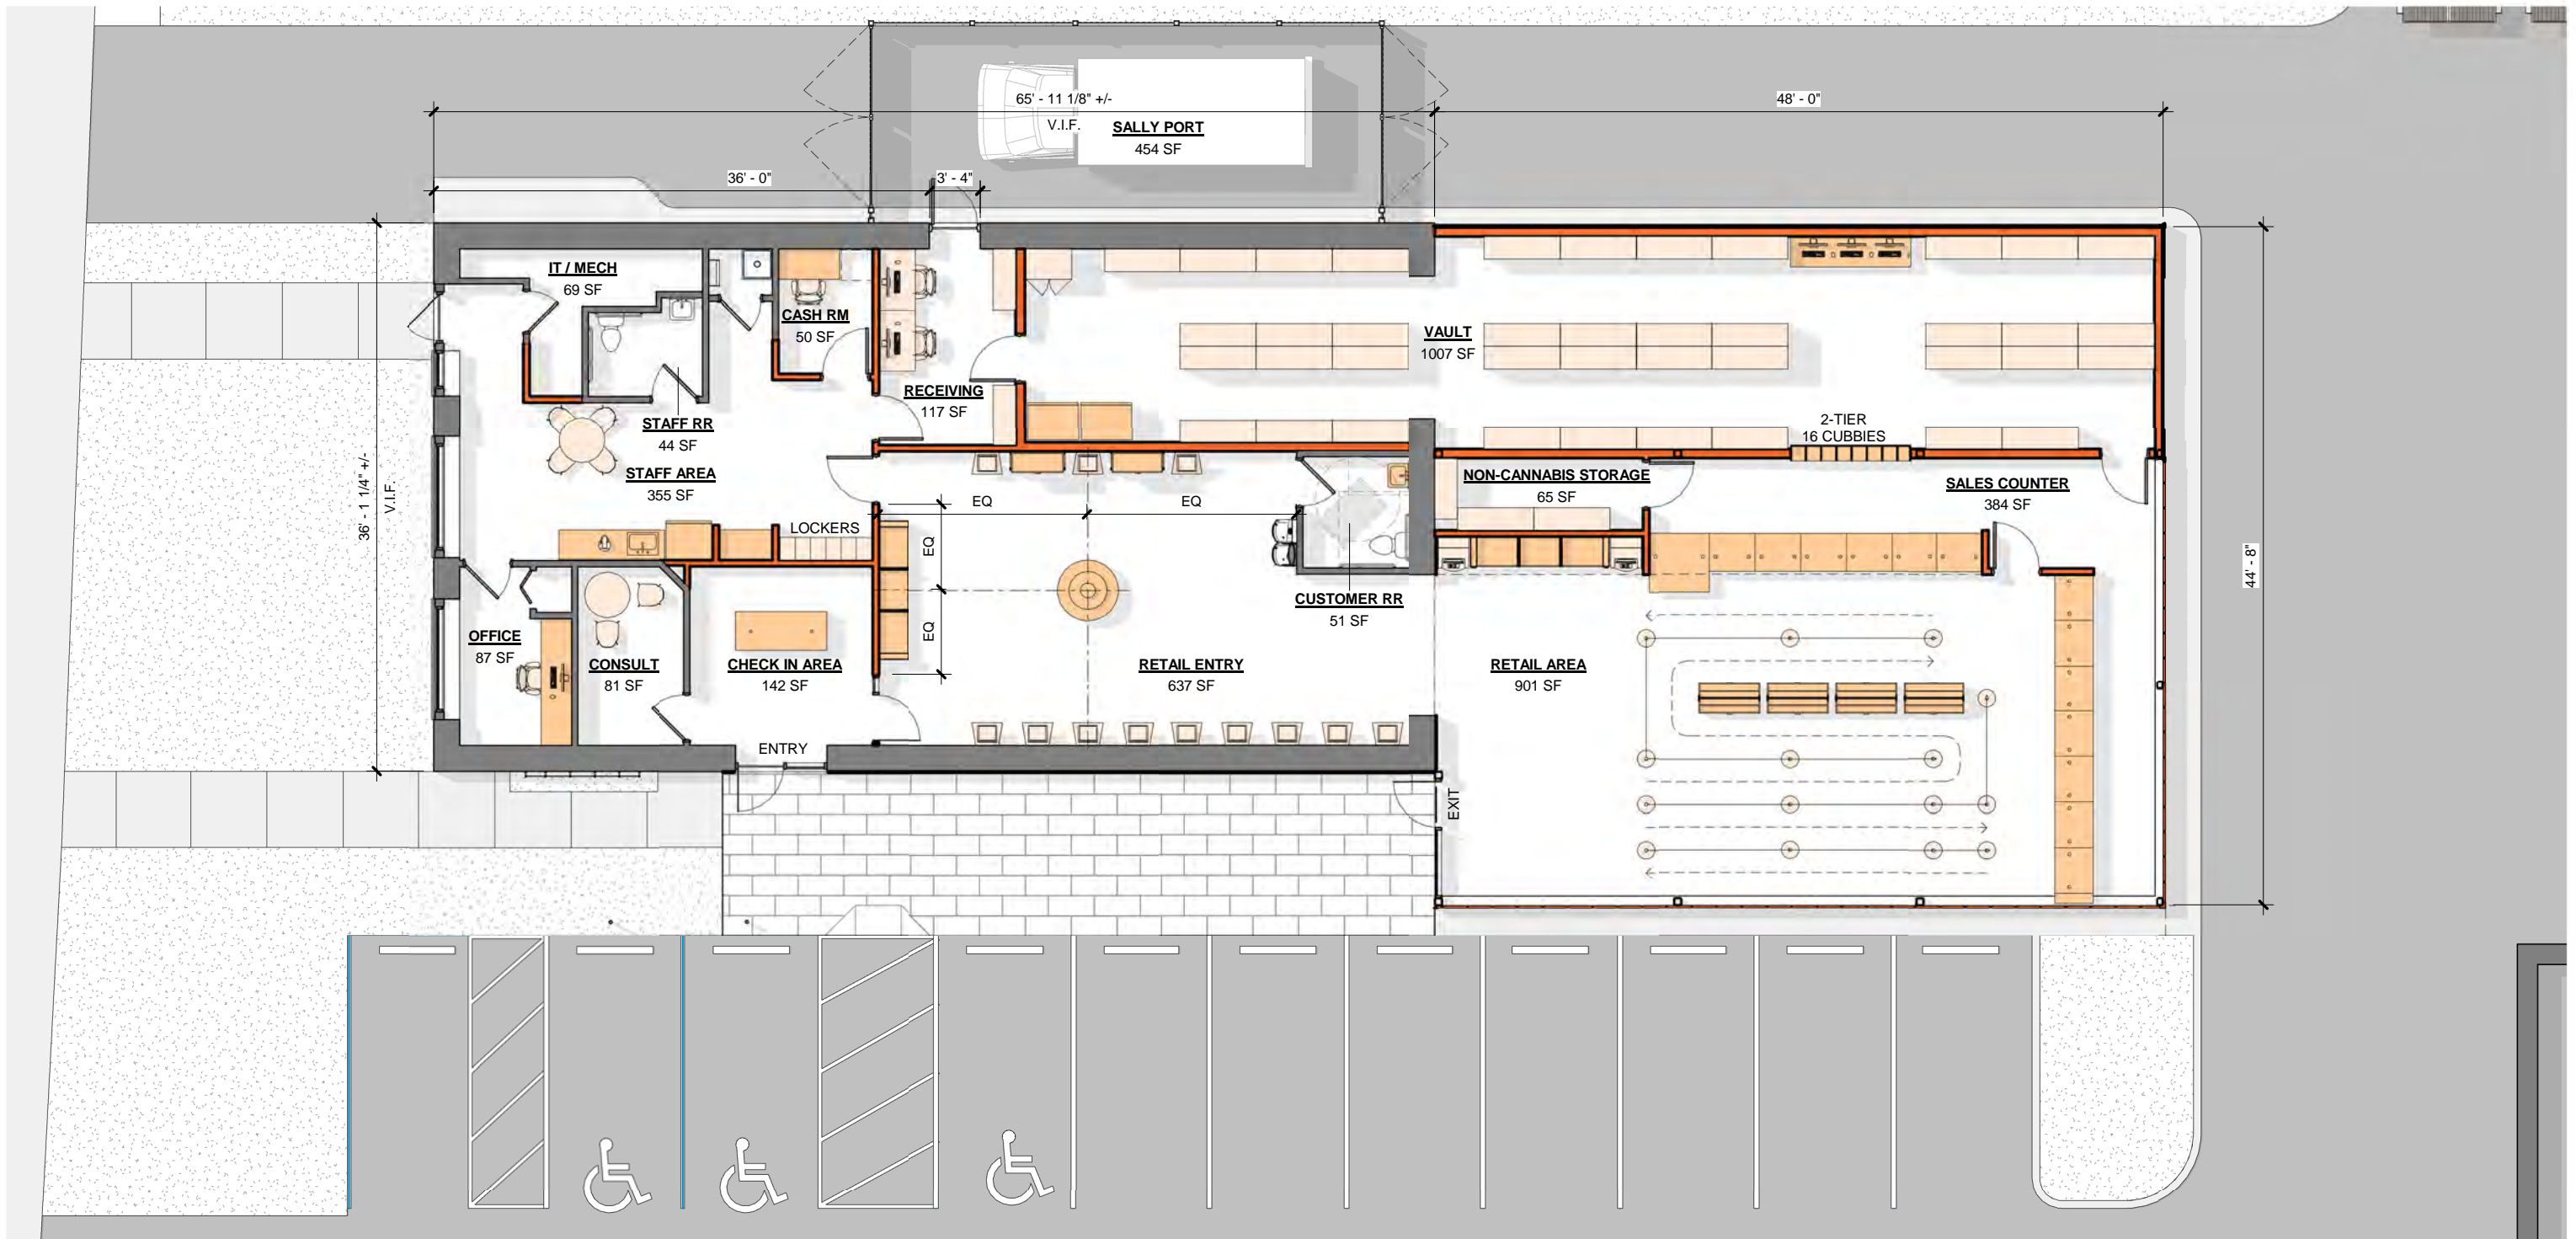 65' - 11 1/8" +/-
V.I.F.
48' - 0"
SALLY PORT
454 SF
36' - 0"
3' - 4"
IT / MECH
69 SF
CASH RM
50 SF
VAULT
1007 SF
RECEIVING
117 SF
STAFF RR
44 SF
2-TIER
16 CUBBIES
STAFF AREA
355 SF
36' - 1 1/4" +/-
V.I.F.
NON-CANNABIS STORAGE
65 SF
SALES COUNTER
384 SF
EQ
EQ
LOCKERS
EQ
EQ
44' - 8"
CUSTOMER RR
51 SF
OFFICE
87 SF
CONSULT
81 SF
CHECK IN AREA
142 SF
RETAIL ENTRY
637 SF
RETAIL AREA
901 SF
ENTRY
EXIT